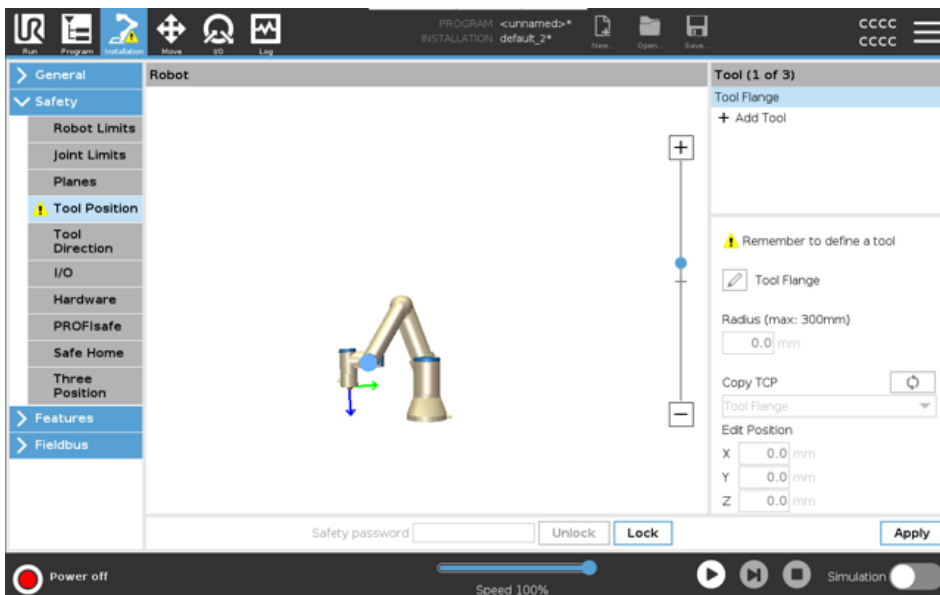 PROGRAM <unnamed>*
INSTALLATION default_2*
UR
Run
Program
Installation
Move
I/O
Log
New...
Open...
Save...
CCCC
CCCC
General
Safety
Robot Limits
Joint Limits
Planes
Tool Position
Tool
Direction
I/O
Hardware
PROFIsafe
Safe Home
Three
Position
Features
Fieldbus
Robot
+
−
Tool (1 of 3)
Tool Flange
+ Add Tool
Remember to define a tool
Tool Flange
Radius (max: 300mm)
0.0 mm
Copy TCP
Tool Flange
Edit Position
X 0.0 mm
Y 0.0 mm
Z 0.0 mm
Safety password
Unlock
Lock
Apply
Power off
Speed 100%
Simulation